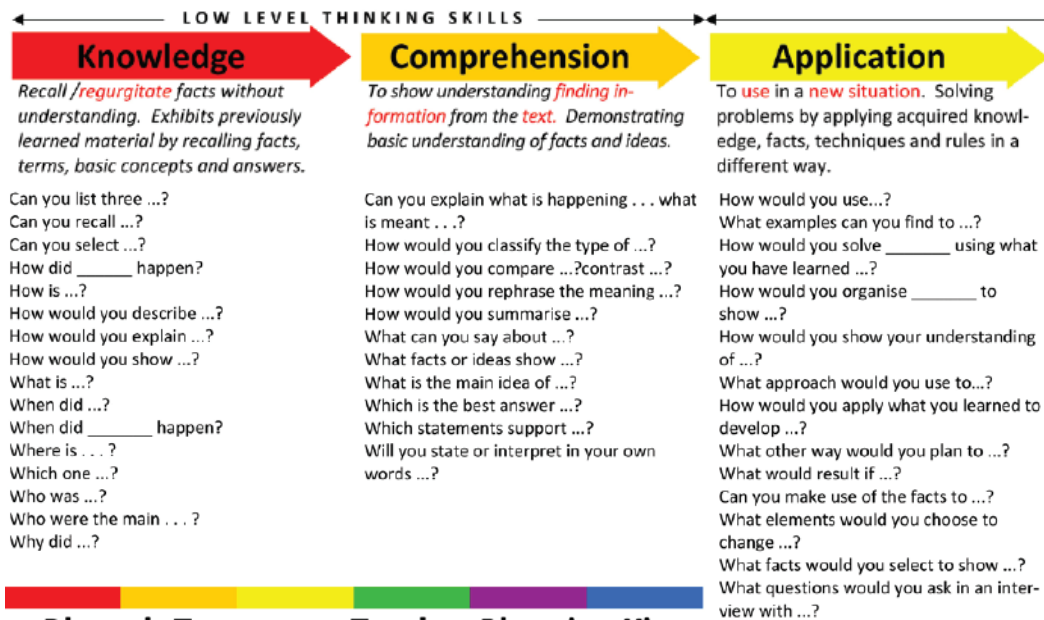 LOW LEVEL THINKING SKILLS
Knowledge
Recall /regurgitate facts without
understanding. Exhibits previously
learned material by recalling facts,
terms, basic concepts and answers.
Can you list three ...?
Can you recall ...?
Can you select ...?
How did ______ happen?
How is ...?
How would you describe ...?
How would you explain ...?
How would you show ...?
What is ...?
When did ...?
When did _______ happen?
Where is . . . ?
Which one ...?
Who was ...?
Who were the main . . . ?
Why did ...?
Comprehension
To show understanding finding in-
formation from the text. Demonstrating
basic understanding of facts and ideas.
Can you explain what is happening . . . what
is meant . . .?
How would you classify the type of ...?
How would you compare ...?contrast ...?
How would you rephrase the meaning ...?
How would you summarise ...?
What can you say about ...?
What facts or ideas show ...?
What is the main idea of ...?
Which is the best answer ...?
Which statements support ...?
Will you state or interpret in your own
words ...?
Application
To use in a new situation. Solving
problems by applying acquired knowl-
edge, facts, techniques and rules in a
different way.
How would you use...?
What examples can you find to ...?
How would you solve _______ using what
you have learned ...?
How would you organise _______ to
show ...?
How would you show your understanding
of ...?
What approach would you use to...?
How would you apply what you learned to
develop ...?
What other way would you plan to ...?
What would result if ...?
Can you make use of the facts to ...?
What elements would you choose to
change ...?
What facts would you select to show ...?
What questions would you ask in an inter-
view with ...?